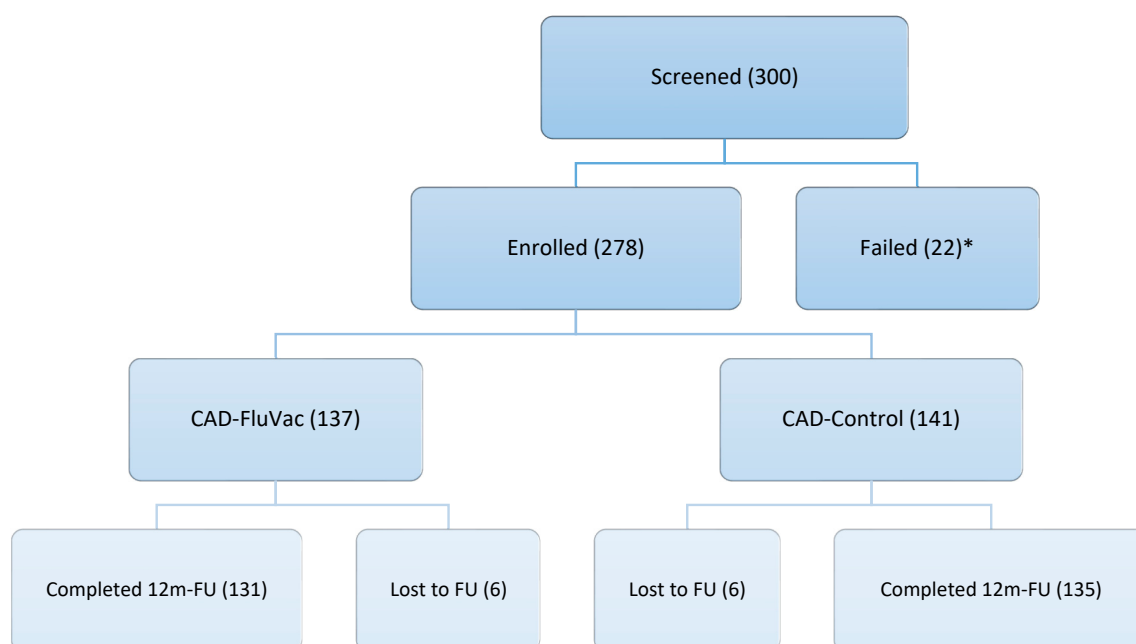 Screened (300)
Enrolled (278)
Failed (22)*
CAD-FluVac (137)
CAD-Control (141)
Completed 12m-FU (131)
Lost to FU (6)
Lost to FU (6)
Completed 12m-FU (135)